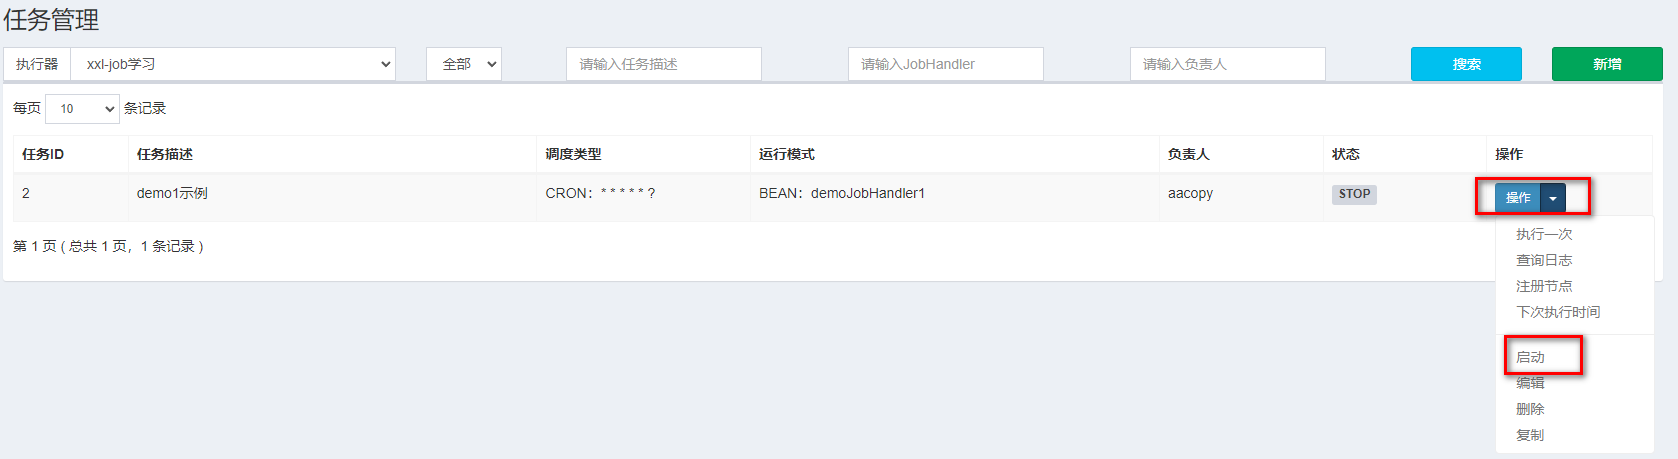 任务管理
执行器 xxl-job学习 全部 请输入任务描述 请输入JobHandler 请输入负责人 搜索 新增
每页 10 条记录
任务ID 任务描述 调度类型 运行模式 负责人 状态 操作
2 demo1示例 CRON：* * * * * ? BEAN：demoJobHandler1 aacopy STOP 操作
第 1 页 ( 总共 1 页，1 条记录 )
执行一次
查询日志
注册节点
下次执行时间
启动
编辑
删除
复制